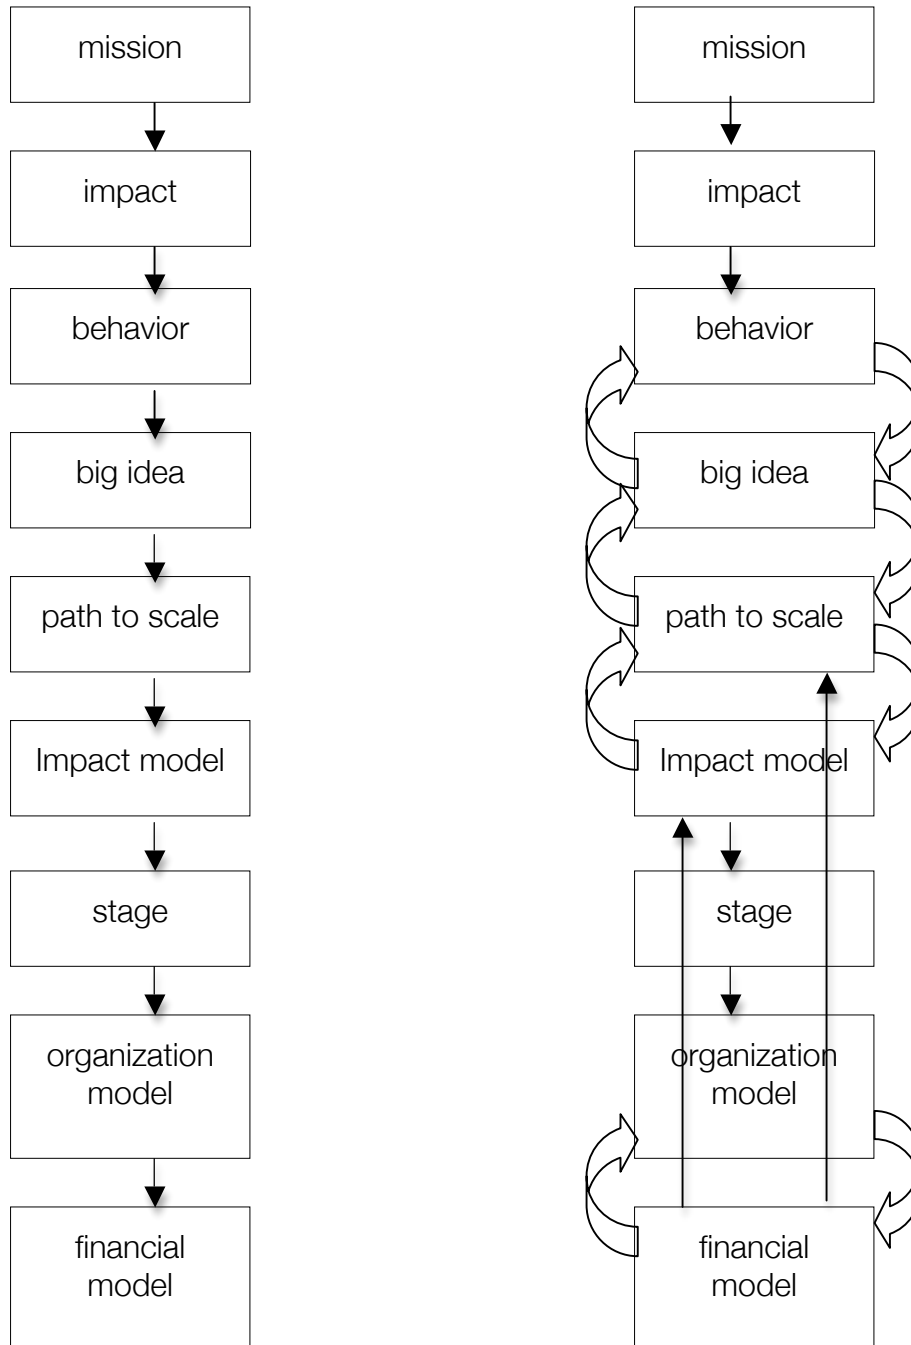 mission
impact
behavior
big idea
path to scale
Impact model
stage
organization
model
financial
model
mission
impact
behavior
big idea
path to scale
Impact model
stage
organization
model
financial
model